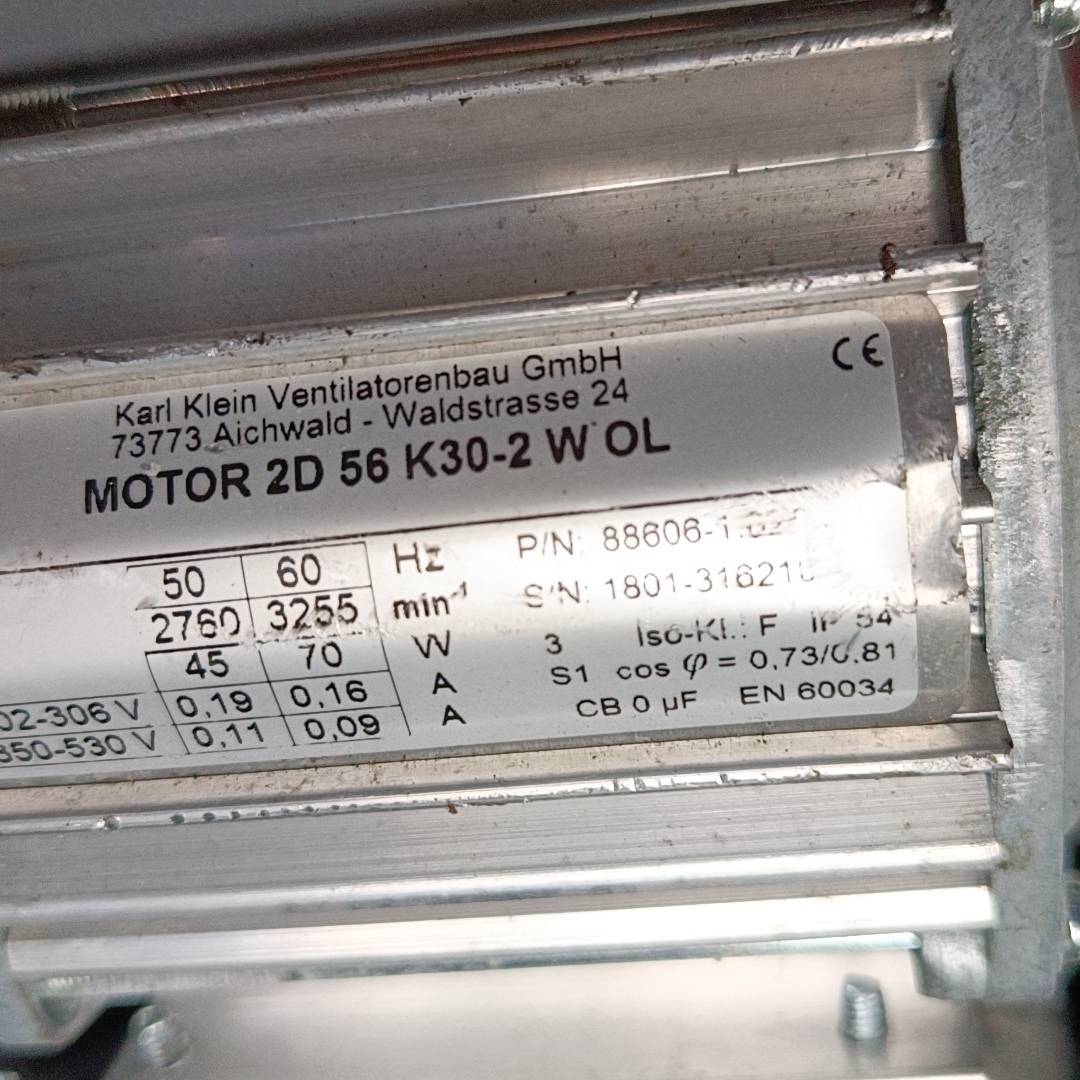 CE
Karl Klein Ventilatorenbau GmbH
73773 Aichwald - Waldstrasse 24
MOTOR 2D 56 K30-2 W OL
50 60 Hz
2760 3255 min-1
45 70 W
02-306 V 0,19 0,16 A
350-530 V 0,11 0,09 A
P/N: 88606-1.
S/N: 1801-31621
3 Iso-Kl.: F IP 54
S1 cos φ = 0,73/0,81
CB 0 µF EN 60034